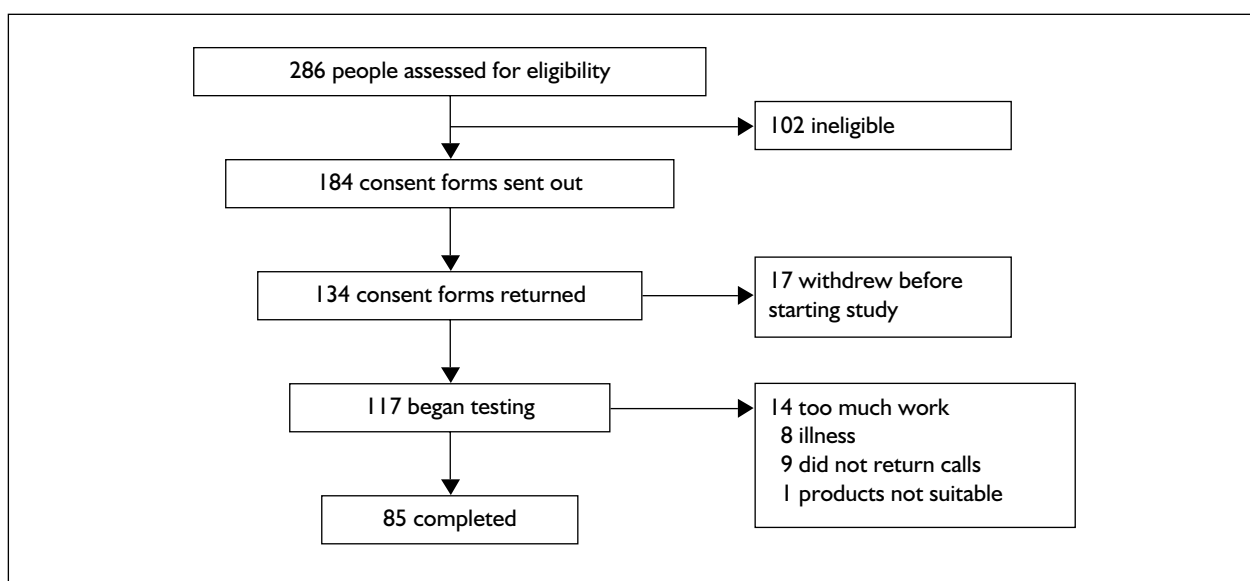 286 people assessed for eligibility
102 ineligible
184 consent forms sent out
134 consent forms returned
17 withdrew before
starting study
117 began testing
14 too much work
8 illness
9 did not return calls
1 products not suitable
85 completed